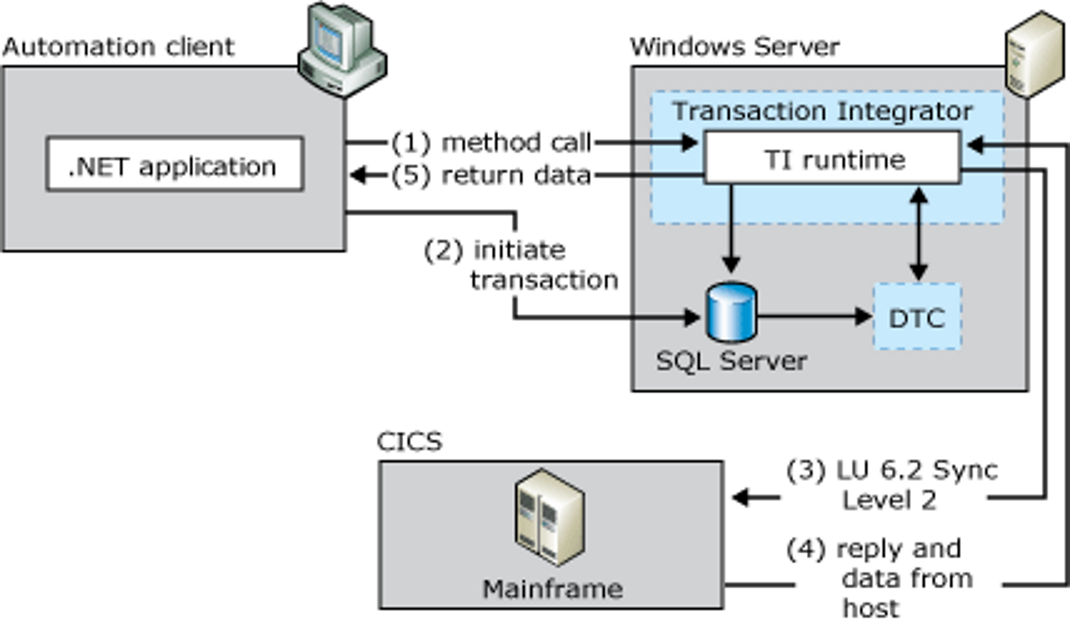 Automation client
Windows Server
Transaction Integrator
.NET application
(1) method call
TI runtime
(5) return data
(2) initiate
transaction
DTC
SQL Server
CICS
(3) LU 6.2 Sync
Level 2
Mainframe
(4) reply and
data from
host